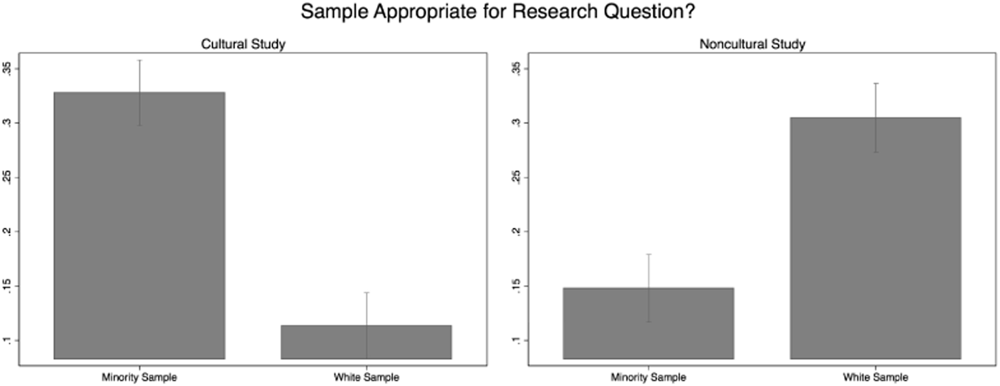 Sample Appropriate for Research Question?
Cultural Study
.35
.3
.25
.2
.15
.1
Minority Sample White Sample
Noncultural Study
.35
.3
.25
.2
.15
.1
Minority Sample White Sample